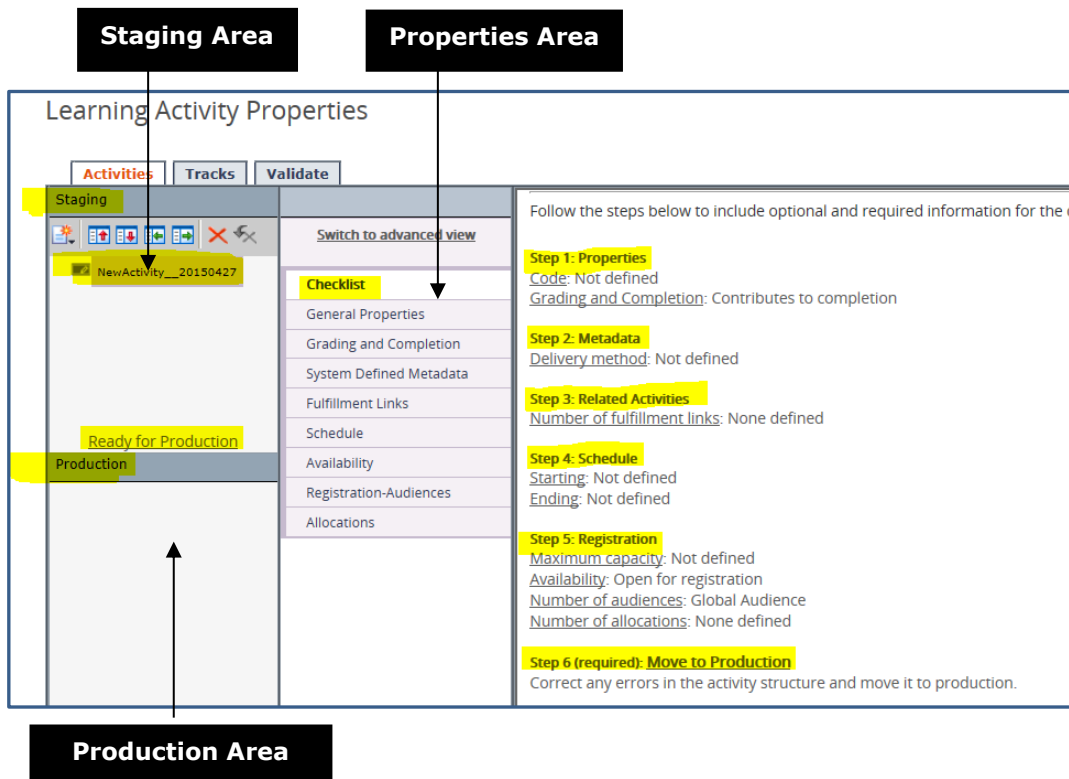 Staging Area
Properties Area
Learning Activity Properties
Activities
Tracks
Validate
Staging
NewActivity__20150427
Ready for Production
Production
Switch to advanced view
Checklist
General Properties
Grading and Completion
System Defined Metadata
Fulfillment Links
Schedule
Availability
Registration-Audiences
Allocations
Follow the steps below to include optional and required information for the
Step 1: Properties
Code: Not defined
Grading and Completion: Contributes to completion
Step 2: Metadata
Delivery method: Not defined
Step 3: Related Activities
Number of fulfillment links: None defined
Step 4: Schedule
Starting: Not defined
Ending: Not defined
Step 5: Registration
Maximum capacity: Not defined
Availability: Open for registration
Number of audiences: Global Audience
Number of allocations: None defined
Step 6 (required): Move to Production
Correct any errors in the activity structure and move it to production.
Production Area